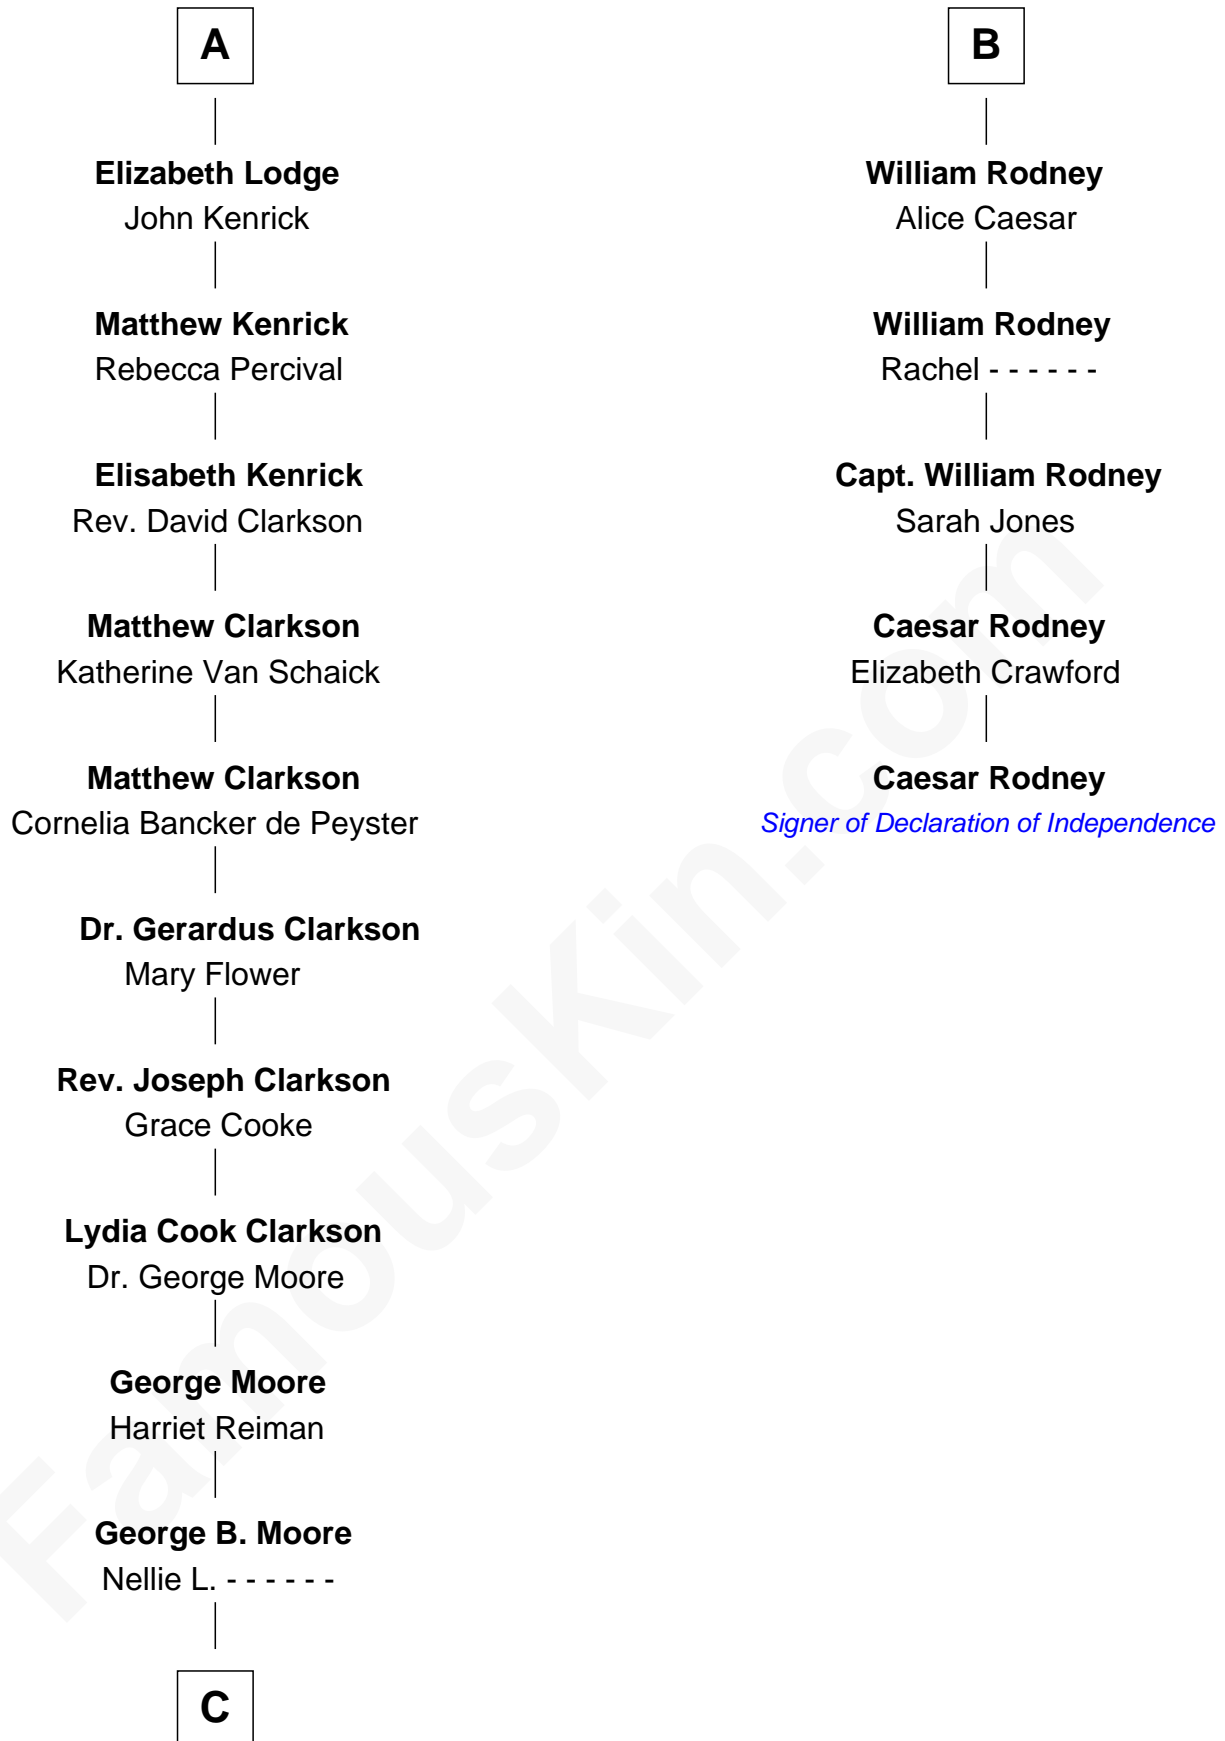 A
Elizabeth Lodge
John Kenrick
Matthew Kenrick
Rebecca Percival
Elisabeth Kenrick
Rev. David Clarkson
Matthew Clarkson
Katherine Van Schaick
Matthew Clarkson
Cornelia Bancker de Peyster
Dr. Gerardus Clarkson
Mary Flower
Rev. Joseph Clarkson
Grace Cooke
Lydia Cook Clarkson
Dr. George Moore
George Moore
Harriet Reiman
George B. Moore
Nellie L. - - - - - -
C
B
William Rodney
Alice Caesar
William Rodney
Rachel - - - - - -
Capt. William Rodney
Sarah Jones
Caesar Rodney
Elizabeth Crawford
Caesar Rodney
Signer of Declaration of Independence
FamousKin.com